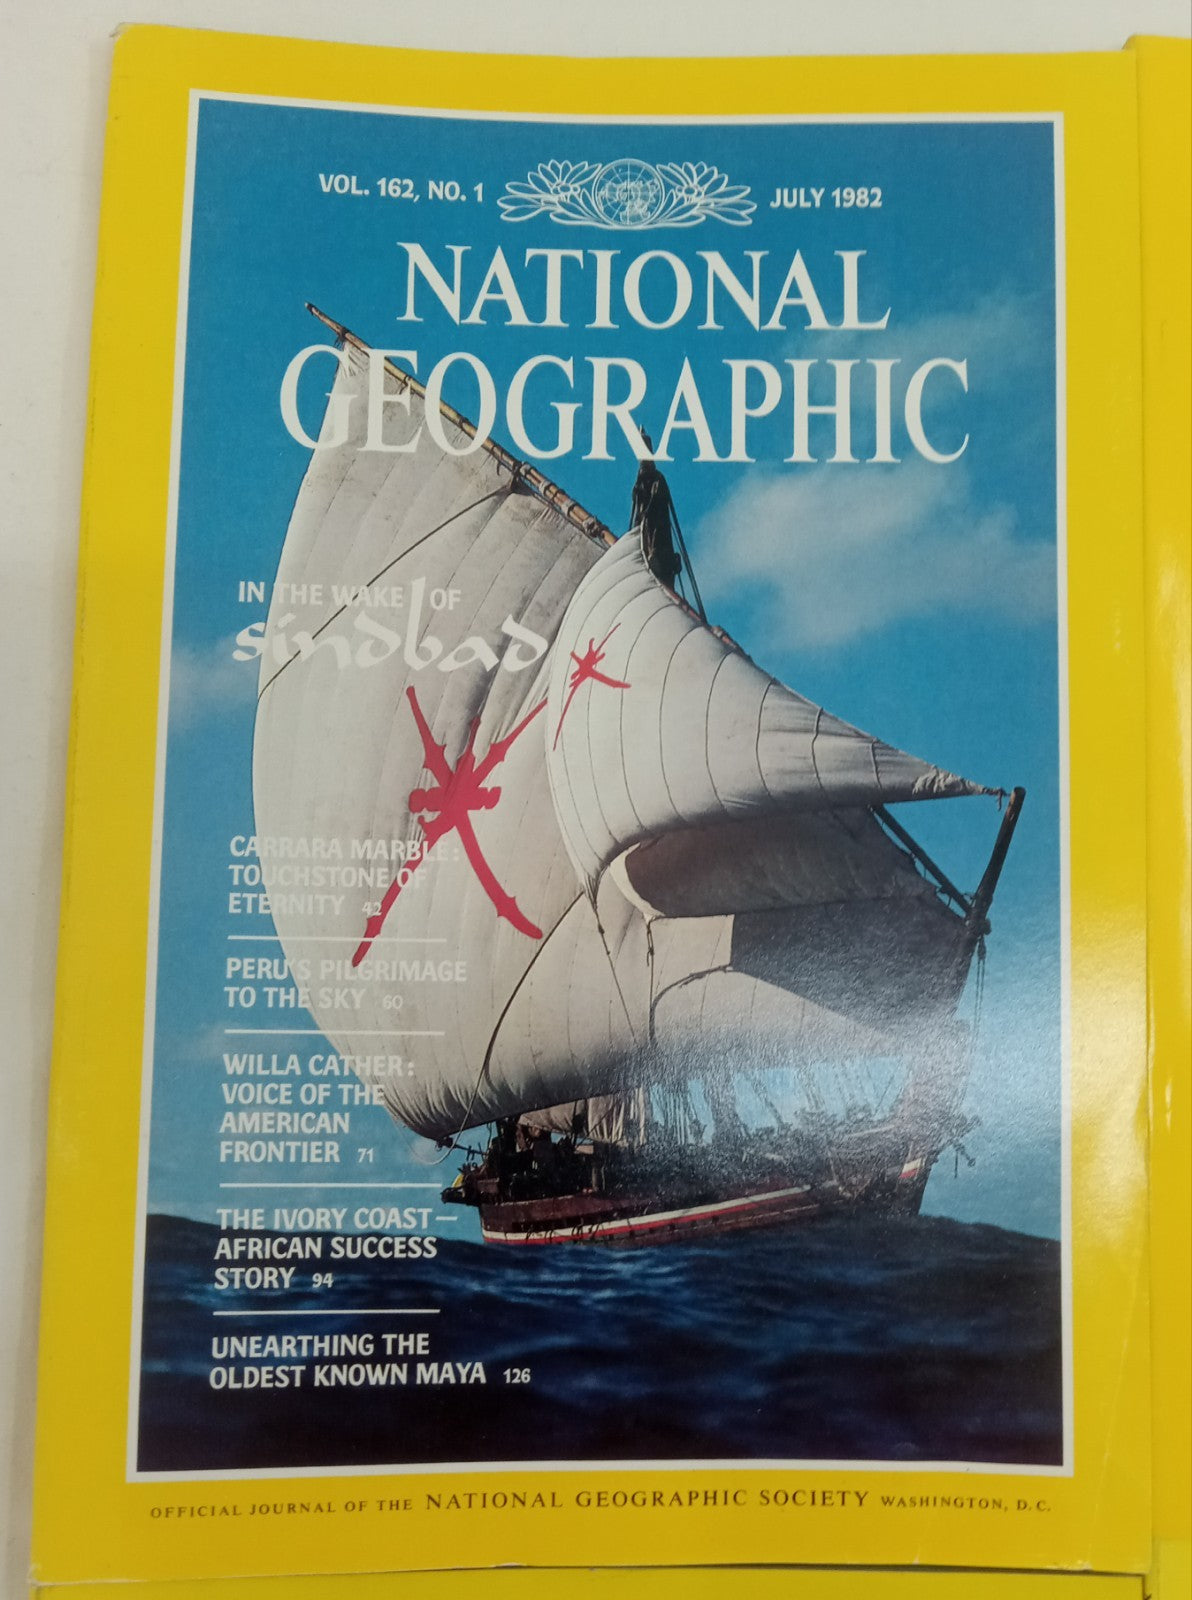 VOL. 162, NO. 1
JULY 1982
NATIONAL
GEOGRAPHIC
IN THE WAKE OF
sindbad
CARRARA MARBLE:
TOUCHSTONE OF
ETERNITY 42
PERU'S PILGRIMAGE
TO THE SKY 60
WILLA CATHER:
VOICE OF THE
AMERICAN
FRONTIER 71
THE IVORY COAST—
AFRICAN SUCCESS
STORY 94
UNEARTHING THE
OLDEST KNOWN MAYA 126
OFFICIAL JOURNAL OF THE NATIONAL GEOGRAPHIC SOCIETY WASHINGTON, D.C.